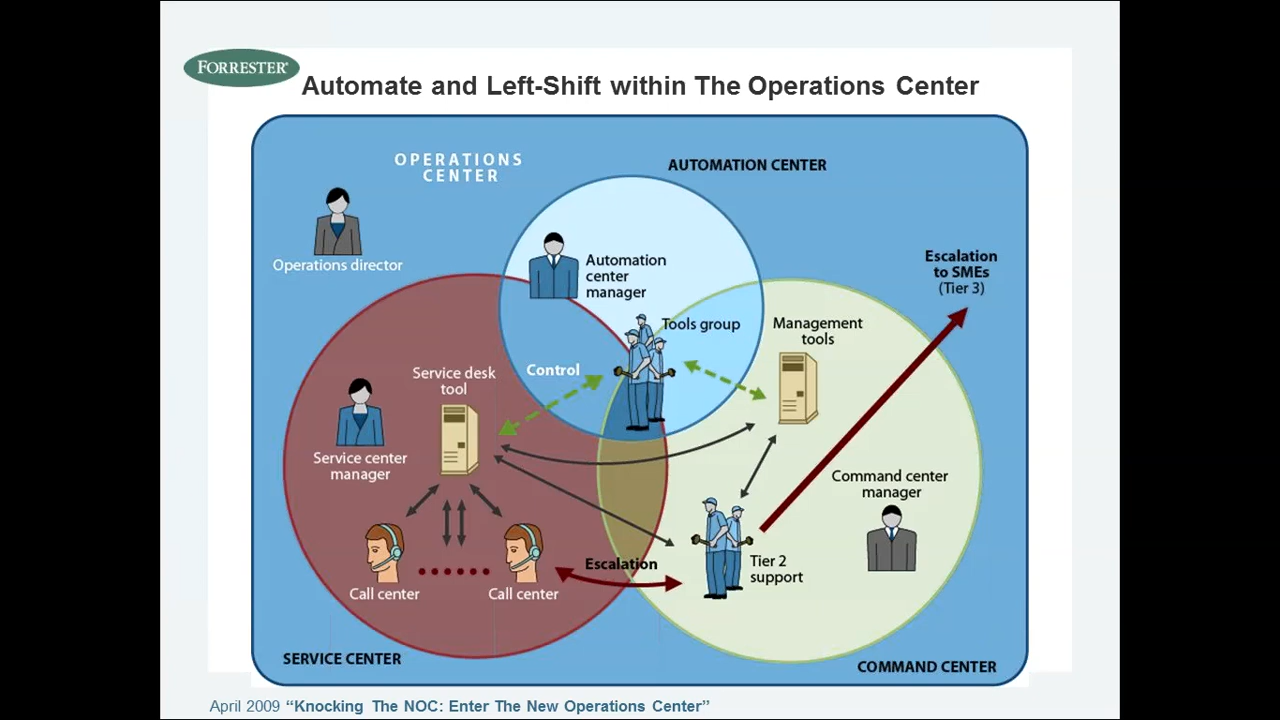 FORRESTER®
Automate and Left-Shift within The Operations Center
OPERATIONS
CENTER
AUTOMATION CENTER
Operations director
Automation
center
manager
Escalation
to SMEs
(Tier 3)
Tools group
Management
tools
Control
Service desk
tool
Service center
manager
Command center
manager
Escalation
Tier 2
support
Call center
Call center
SERVICE CENTER
COMMAND CENTER
April 2009 “Knocking The NOC: Enter The New Operations Center”